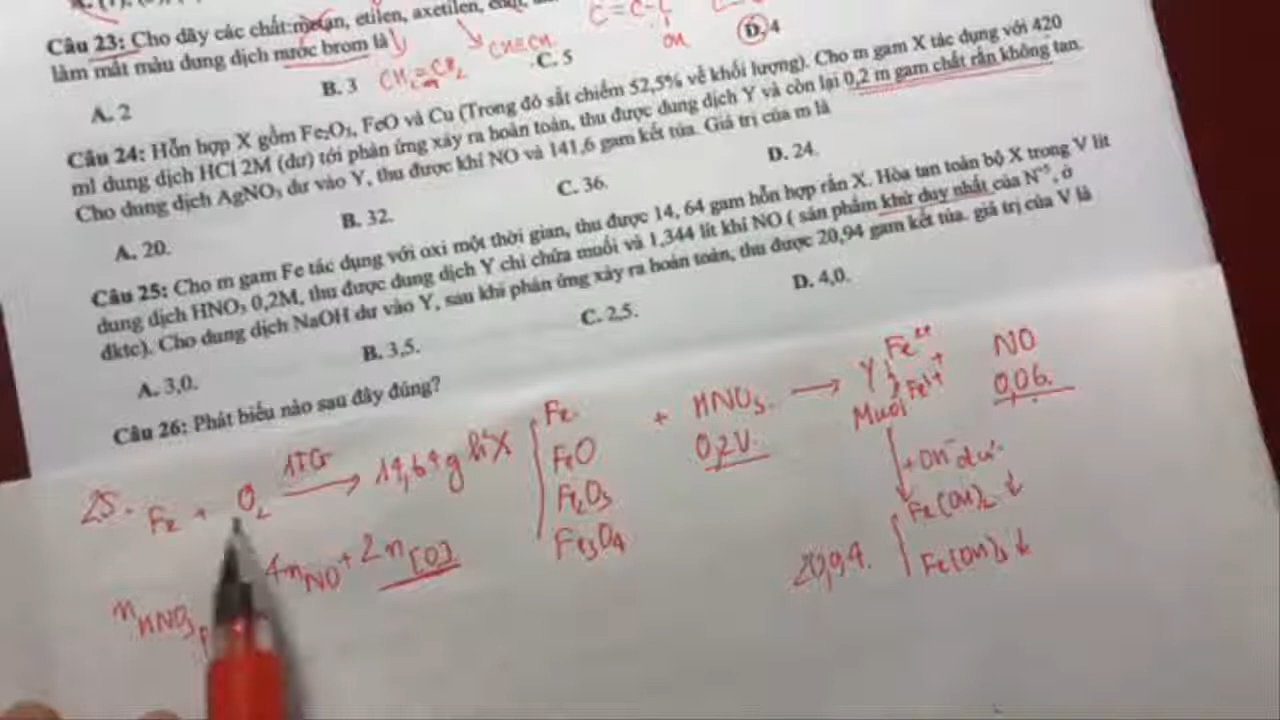 Câu 23: Cho dãy các chất: metan, etilen, axetilen,
làm mất màu dung dịch nước brom là
C=C-C
OH
CH≡CH
CH2=CH2
A. 2 B. 3 C. 5 D. 4
Câu 24: Hỗn hợp X gồm Fe2O3, FeO và Cu (Trong đó sắt chiếm 52,5% về khối lượng). Cho m gam X tác dụng với 420
ml dung dịch HCl 2M (dư) tới phản ứng xảy ra hoàn toàn, thu được dung dịch Y và còn lại 0,2 m gam chất rắn không tan.
Cho dung dịch AgNO3 dư vào Y, thu được khí NO và 141,6 gam kết tủa. Giá trị của m là
A. 20. B. 32. C. 36. D. 24.
Câu 25: Cho m gam Fe tác dụng với oxi một thời gian, thu được 14, 64 gam hỗn hợp rắn X. Hòa tan toàn bộ X trong V lít
dung dịch HNO3 0,2M, thu được dung dịch Y chỉ chứa muối và 1,344 lít khí NO ( sản phẩm khử duy nhất của N+5, ở
đktc). Cho dung dịch NaOH dư vào Y, sau khi phản ứng xảy ra hoàn toàn, thu được 20,94 gam kết tủa. giá trị của V là
A. 3,0. B. 3,5. C. 2,5. D. 4,0.
Câu 26: Phát biểu nào sau đây đúng?
25. Fe + O2 1TG → 14,64g h2X
Fe
FeO
Fe2O3
Fe3O4
+ HNO3 → Y
0,2V.
Fe2+
Fe3+
Muối
NO
0,06.
+ OH- dư
Fe(OH)2↓
20,94. Fe(OH)3↓
nHNO3 4nNO + 2n[O]